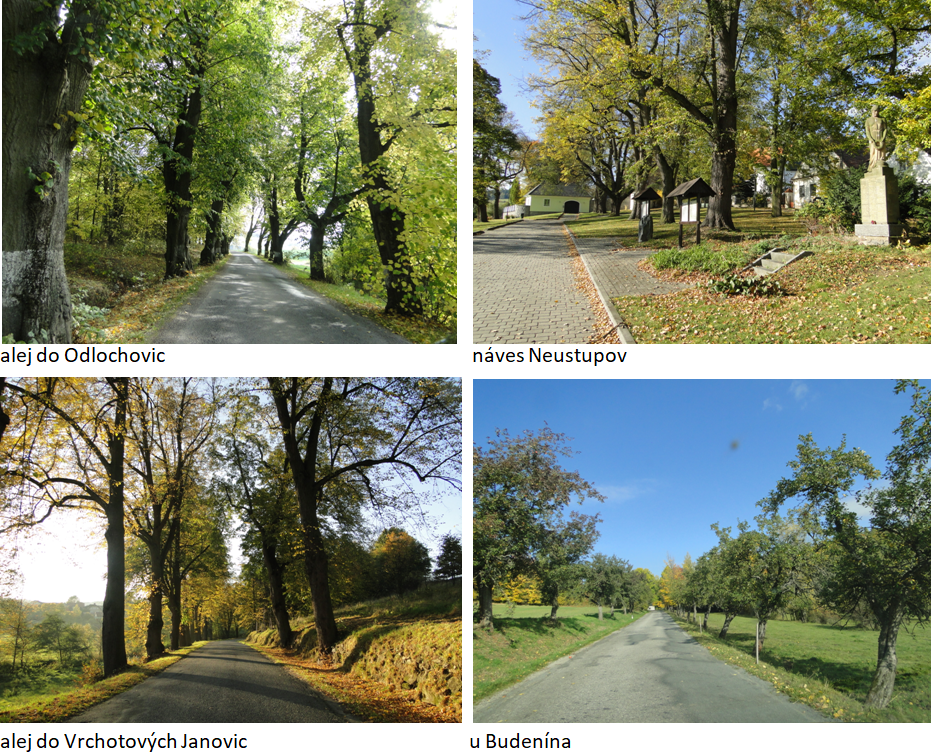 alej do Odlochovic
náves Neustupov
alej do Vrchotových Janovic
u Budenína